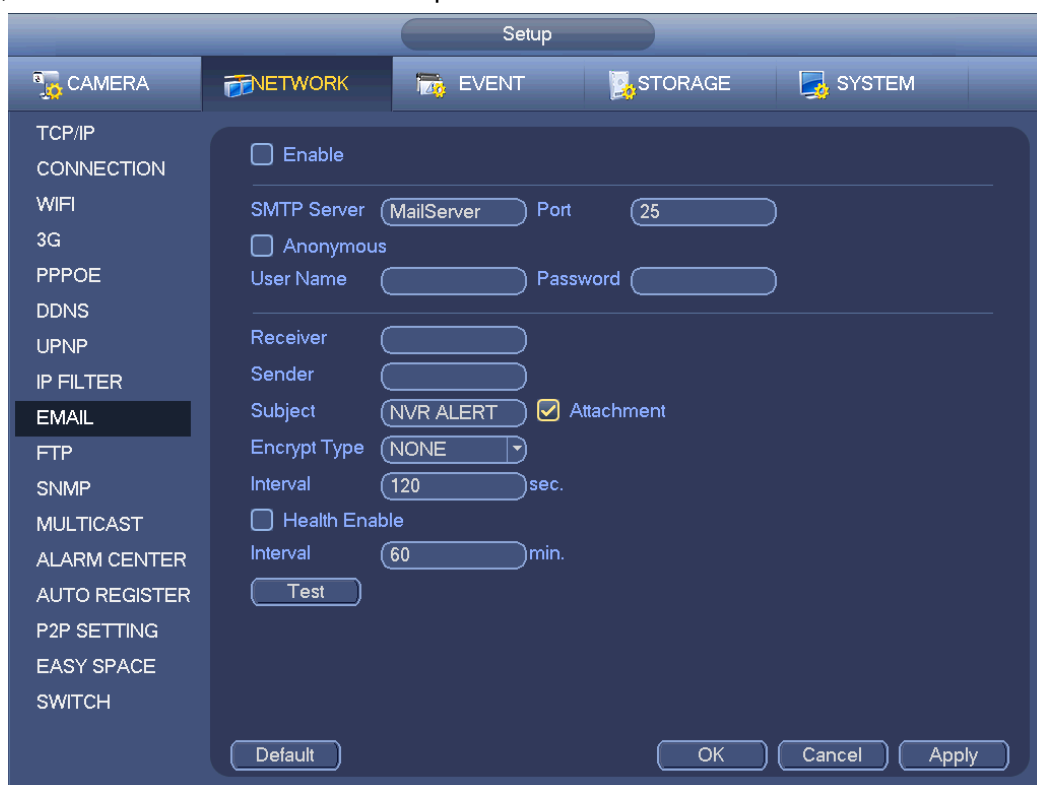 Setup
CAMERA NETWORK EVENT STORAGE SYSTEM
TCP/IP
CONNECTION
WIFI
3G
PPPOE
DDNS
UPNP
IP FILTER
EMAIL
FTP
SNMP
MULTICAST
ALARM CENTER
AUTO REGISTER
P2P SETTING
EASY SPACE
SWITCH
Enable
SMTP Server MailServer Port 25
Anonymous
User Name Password
Receiver
Sender
Subject NVR ALERT Attachment
Encrypt Type NONE
Interval 120 sec.
Health Enable
Interval 60 min.
Test
Default OK Cancel Apply